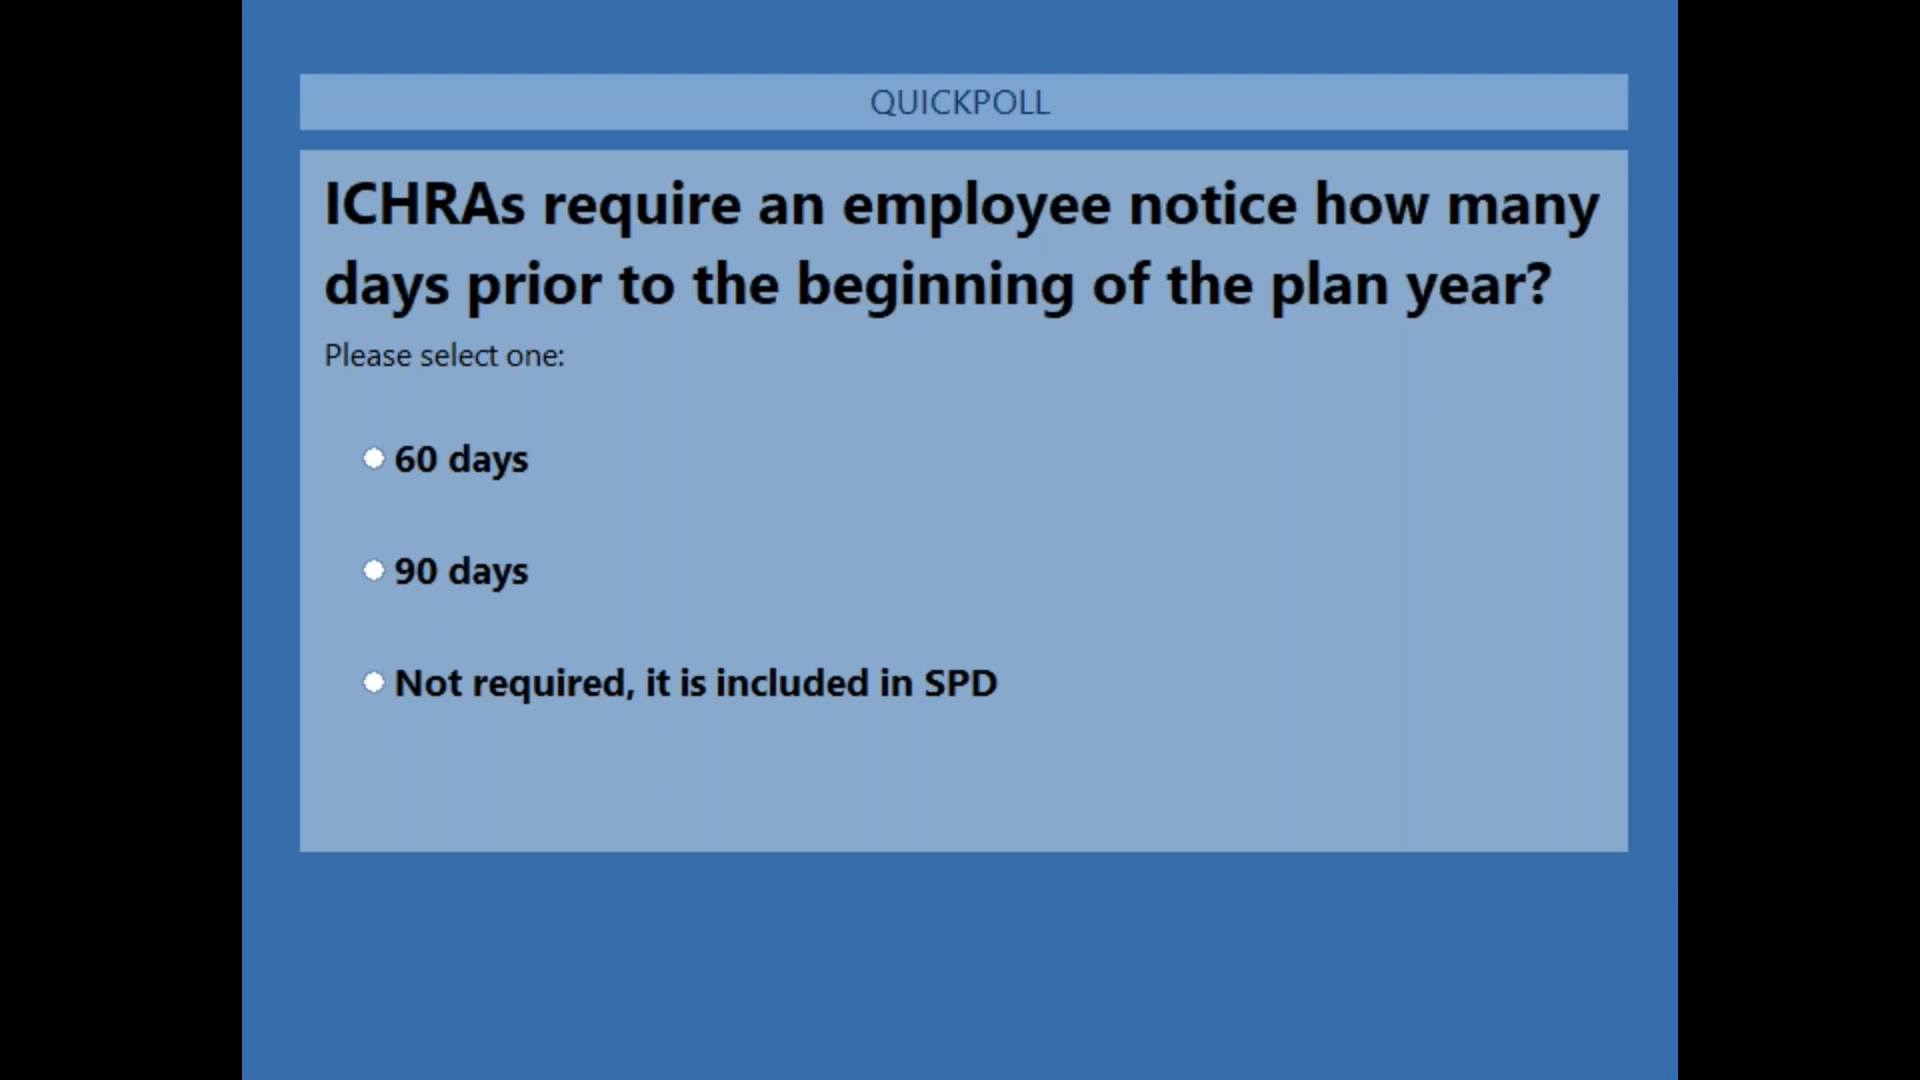 QUICKPOLL
ICHRAs require an employee notice how many
days prior to the beginning of the plan year?
Please select one:
60 days
90 days
Not required, it is included in SPD